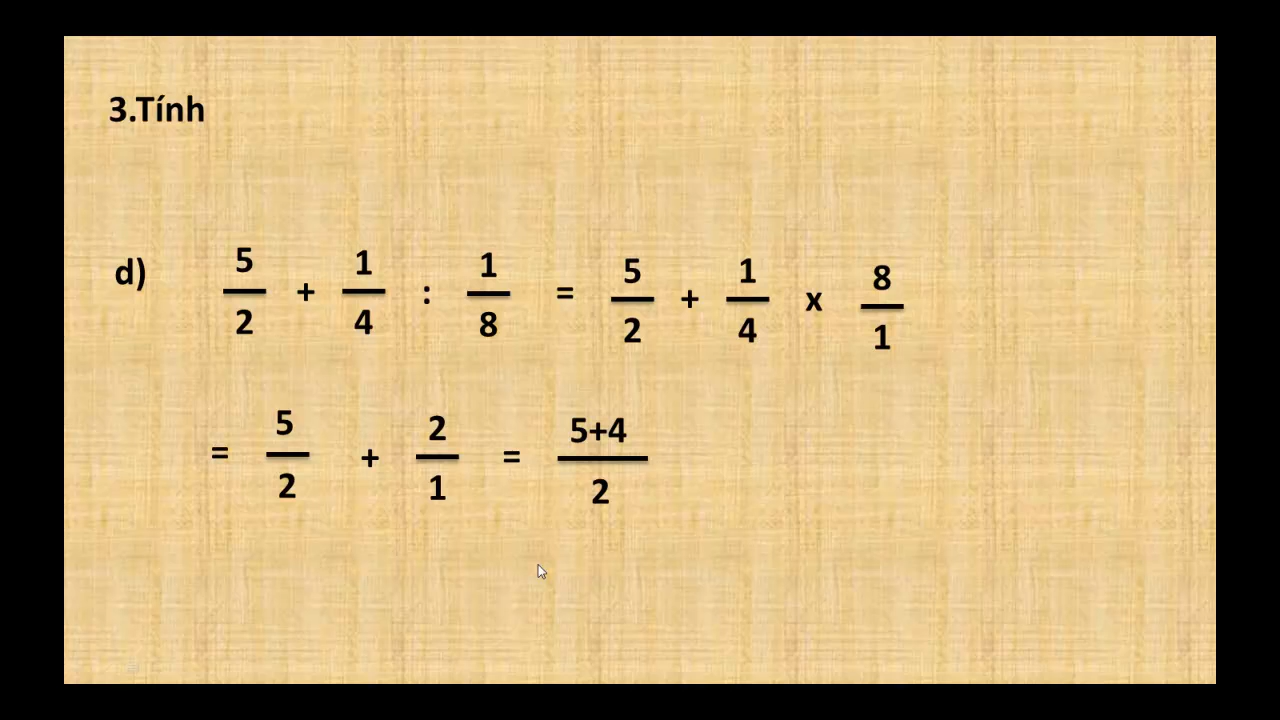 3.Tính
d) 5/2 + 1/4 : 1/8 = 5/2 + 1/4 x 8/1
= 5/2 + 2/1 = 5+4/2